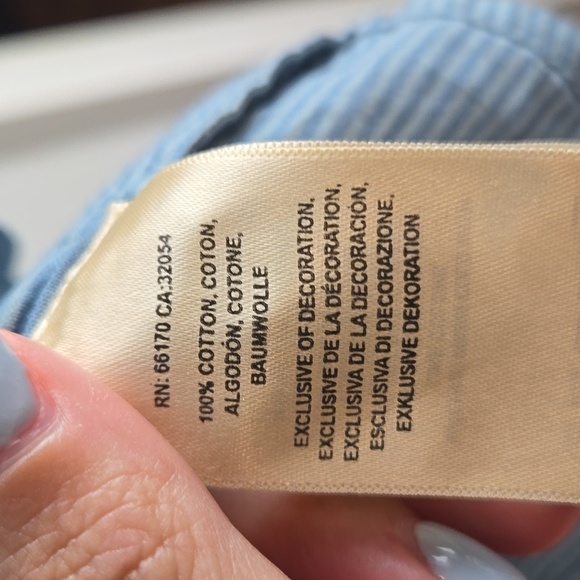 RN: 66170 CA:32054
100% COTTON, COTON,
ALGODÓN, COTONE,
BAUMWOLLE
EXCLUSIVE OF DECORATION.
EXCLUSIVE DE LA DÉCORATION,
EXCLUSIVA DE LA DECORACIÓN,
ESCLUSIVA DI DECORAZIONE.
EXKLUSIVE DEKORATION